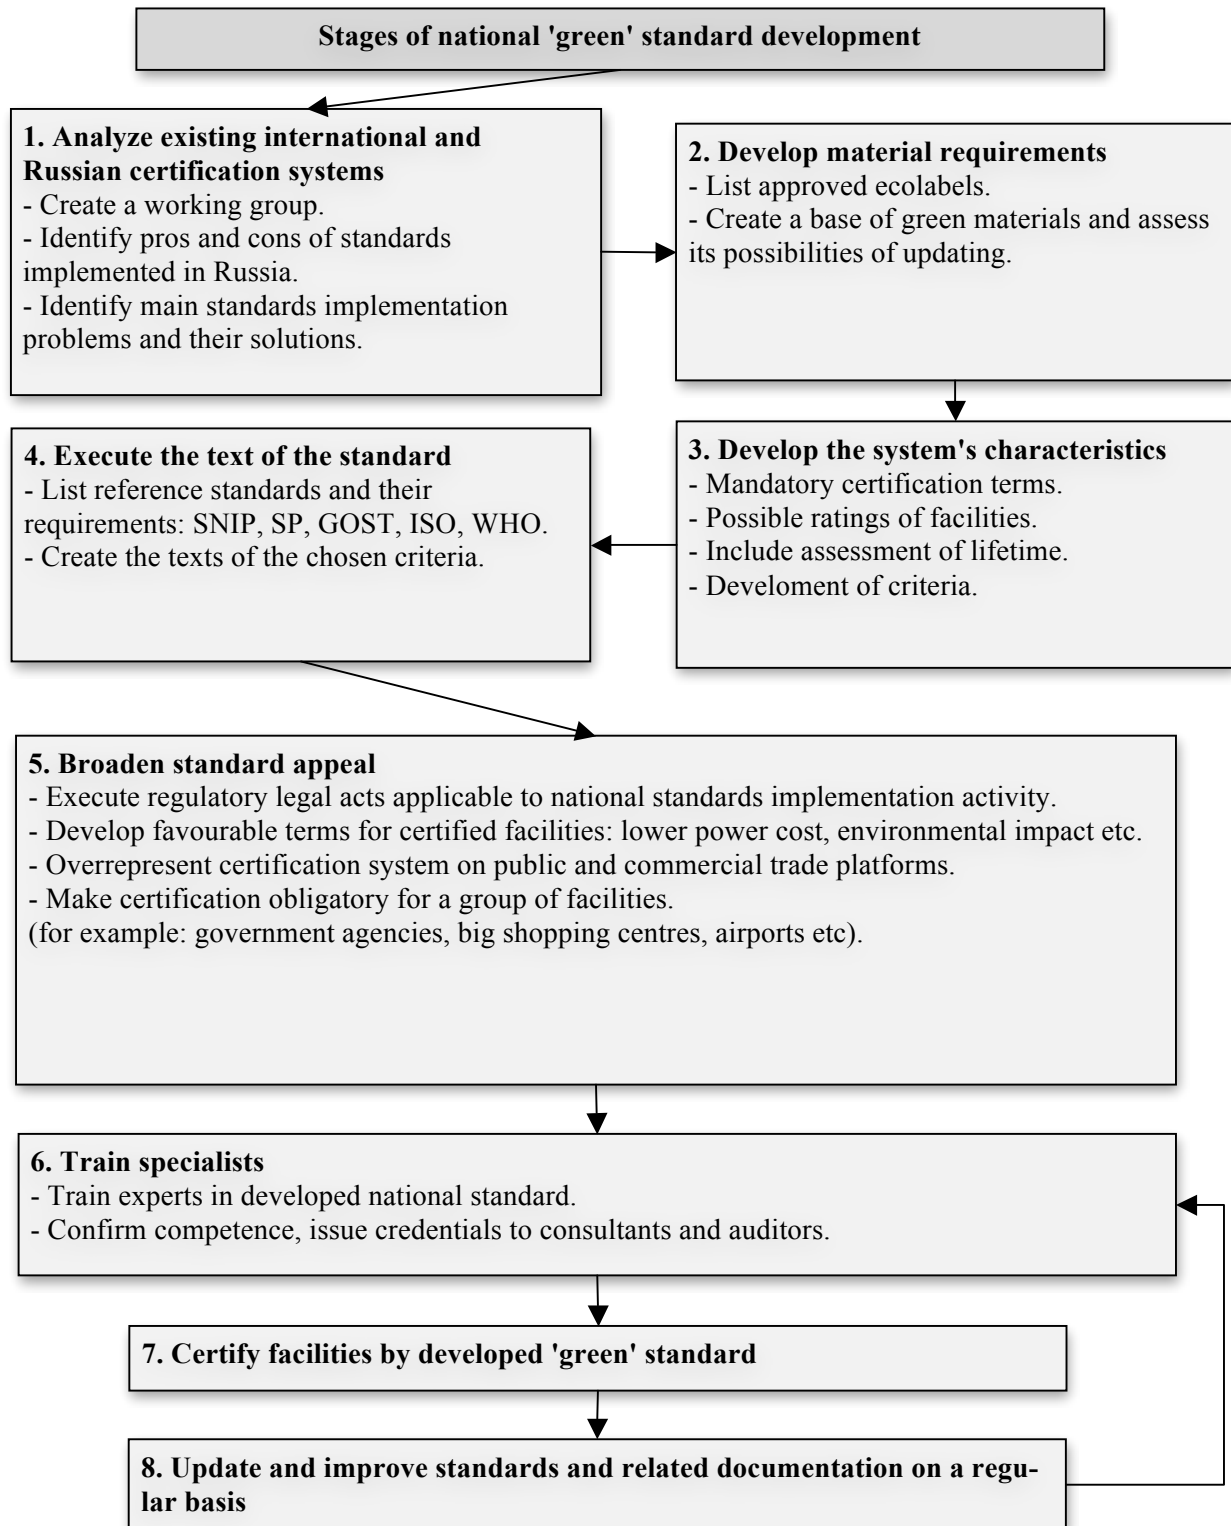 Stages of national 'green' standard development
1. Analyze existing international and
Russian certification systems
- Create a working group.
- Identify pros and cons of standards
implemented in Russia.
- Identify main standards implementation
problems and their solutions.
2. Develop material requirements
- List approved ecolabels.
- Create a base of green materials and assess
its possibilities of updating.
3. Develop the system's characteristics
- Mandatory certification terms.
- Possible ratings of facilities.
- Include assessment of lifetime.
- Develoment of criteria.
4. Execute the text of the standard
- List reference standards and their
requirements: SNIP, SP, GOST, ISO, WHO.
- Create the texts of the chosen criteria.
5. Broaden standard appeal
- Execute regulatory legal acts applicable to national standards implementation activity.
- Develop favourable terms for certified facilities: lower power cost, environmental impact etc.
- Overrepresent certification system on public and commercial trade platforms.
- Make certification obligatory for a group of facilities.
(for example: government agencies, big shopping centres, airports etc).
6. Train specialists
- Train experts in developed national standard.
- Confirm competence, issue credentials to consultants and auditors.
7. Certify facilities by developed 'green' standard
8. Update and improve standards and related documentation on a regu-
lar basis